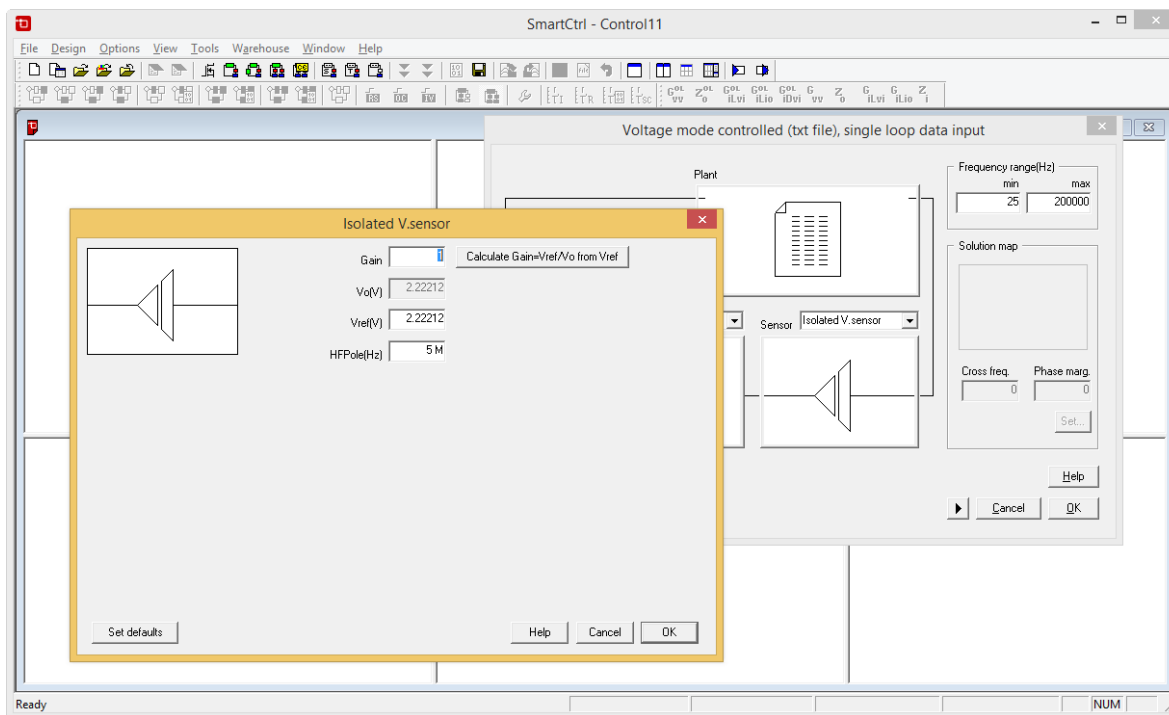 SmartCtrl - Control11
File Design Options View Tools Warehouse Window Help
Voltage mode controlled (txt file), single loop data input
Plant
Frequency range(Hz)
min max
25 200000
Solution map
Sensor Isolated V.sensor
Cross freq. Phase marg.
0 0
Set...
Help
Cancel OK
Isolated V.sensor
Gain 1 Calculate Gain=Vref/Vo from Vref
Vo(V) 2.22212
Vref(V) 2.22212
HFPole(Hz) 5 M
Set defaults Help Cancel OK
Ready NUM